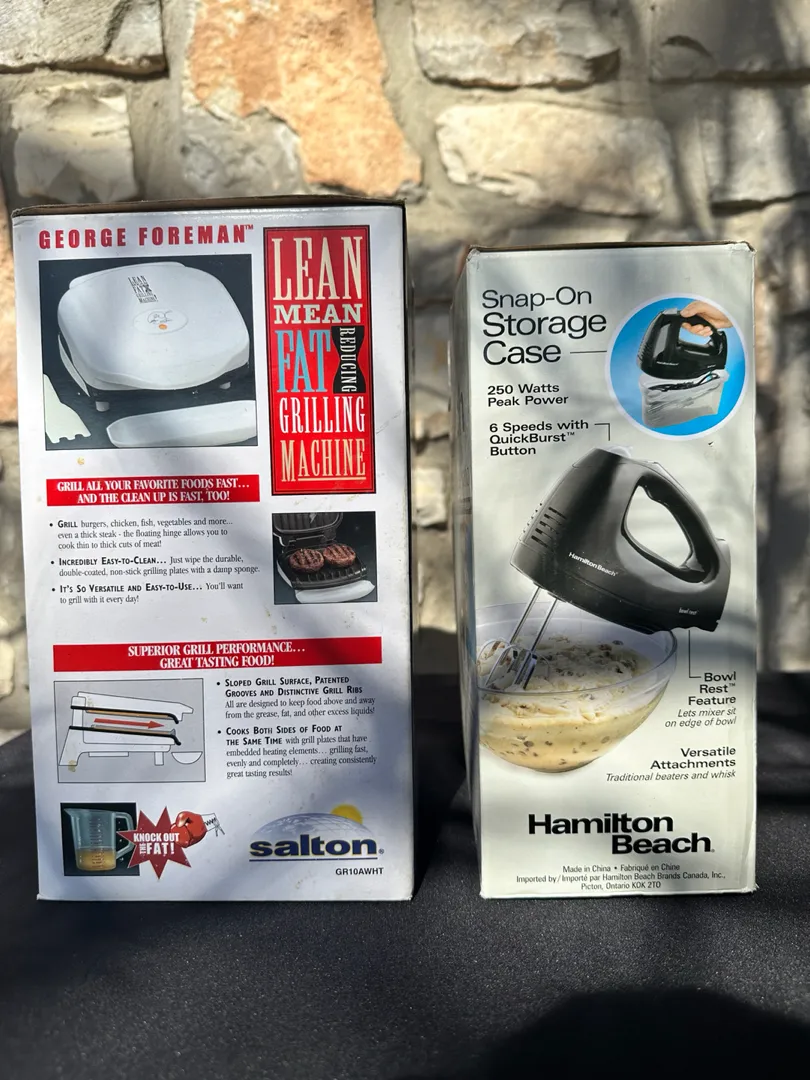 GEORGE FOREMAN™
LEAN
MEAN
FAT
REDUCING
GRILLING
MACHINE
LEAN
MEAN
FAT
GRILLING
MACHINE
GRILL ALL YOUR FAVORITE FOODS FAST...
AND THE CLEAN UP IS FAST, TOO!
• GRILL burgers, chicken, fish, vegetables and more...
even a thick steak - the floating hinge allows you to
cook thin to thick cuts of meat!
• INCREDIBLY EASY-TO-CLEAN... Just wipe the durable,
double-coated, non-stick grilling plates with a damp sponge.
• IT'S SO VERSATILE AND EASY-TO-USE... You'll want
to grill with it every day!
SUPERIOR GRILL PERFORMANCE...
GREAT TASTING FOOD!
• SLOPED GRILL SURFACE, PATENTED
GROOVES AND DISTINCTIVE GRILL RIBS
All are designed to keep food above and away
from the grease, fat, and other excess liquids!
• COOKS BOTH SIDES OF FOOD AT
THE SAME TIME with grill plates that have
embedded heating elements... grilling fast,
evenly and completely... creating consistently
great tasting results!
KNOCK OUT
THE FAT!
salton®
GR10AWHT
Snap-On
Storage
Case
250 Watts
Peak Power
6 Speeds with
QuickBurst™
Button
HamiltonBeach®
bowl rest™
Bowl
Rest™
Feature
Lets mixer sit
on edge of bowl
Versatile
Attachments
Traditional beaters and whisk
Hamilton
Beach®
Made in China • Fabriqué en Chine
Imported by/Importé par Hamilton Beach Brands Canada, Inc.,
Picton, Ontario K0K 2T0